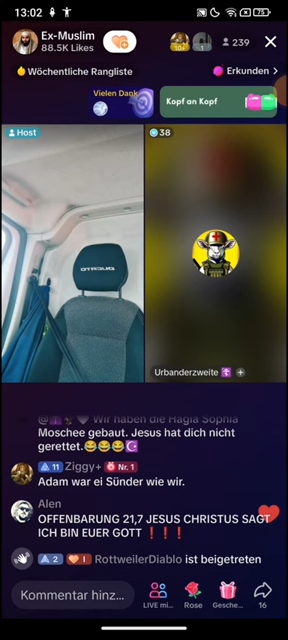 13:02
75
Ex-Muslim
88.5K Likes
10+
1
239
Wöchentliche Rangliste
Erkunden
Vielen Dank
Kopf an Kopf
Host
38
Urbanderzweite
Wir haben die Hagia Sophia
Moschee gebaut. Jesus hat dich nicht
gerettet.😂😂😂☪️
11 Ziggy+ Nr. 1
Adam war ei Sünder wie wir.
Alen
OFFENBARUNG 21,7 JESUS CHRISTUS SAGT
ICH BIN EUER GOTT ❗❗❗
2 1 RottweilerDiablo ist beigetreten
Kommentar hinz...
LIVE mi...
Rose
Gesche...
16